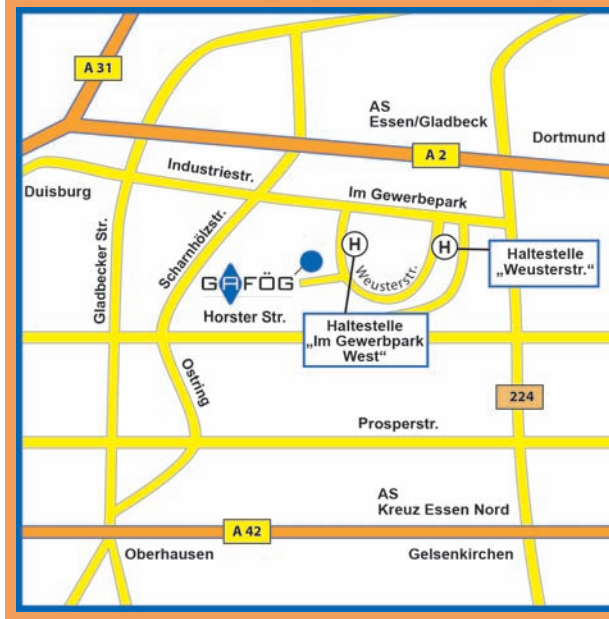 A 31
AS
Essen/Gladbeck
Dortmund
A 2
Industriestr.
Duisburg
Im Gewerbepark
Gladbecker Str.
Scharnhölzstr.
H
H
Haltestelle
„Weusterstr.“
Weusterstr.
GAFÖG
Horster Str.
Haltestelle
„Im Gewerbpark
West“
Ostring
224
Prosperstr.
AS
Kreuz Essen Nord
A 42
Oberhausen
Gelsenkirchen